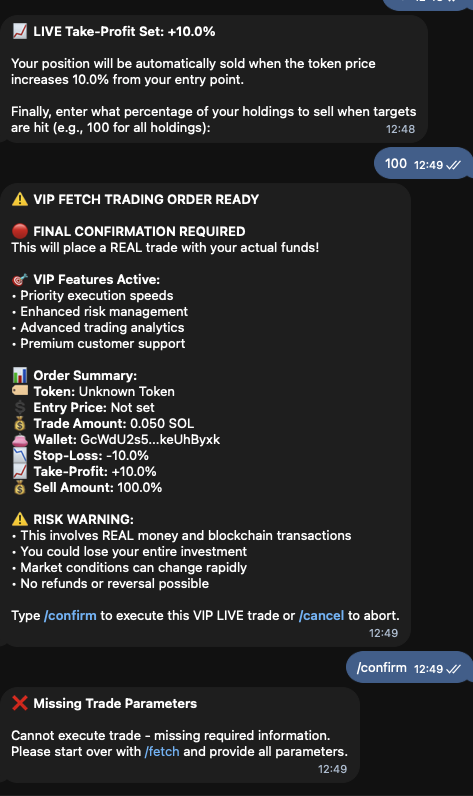 📈 LIVE Take-Profit Set: +10.0%
Your position will be automatically sold when the token price
increases 10.0% from your entry point.
Finally, enter what percentage of your holdings to sell when targets
are hit (e.g., 100 for all holdings):
12:48
100 12:49
⚠️ VIP FETCH TRADING ORDER READY
🔴 FINAL CONFIRMATION REQUIRED
This will place a REAL trade with your actual funds!
🎯 VIP Features Active:
• Priority execution speeds
• Enhanced risk management
• Advanced trading analytics
• Premium customer support
📊 Order Summary:
🏷️ Token: Unknown Token
💲 Entry Price: Not set
💰 Trade Amount: 0.050 SOL
👛 Wallet: GcWdU2s5...keUhByxk
📉 Stop-Loss: -10.0%
📈 Take-Profit: +10.0%
💰 Sell Amount: 100.0%
⚠️ RISK WARNING:
• This involves REAL money and blockchain transactions
• You could lose your entire investment
• Market conditions can change rapidly
• No refunds or reversal possible
Type /confirm to execute this VIP LIVE trade or /cancel to abort.
12:49
/confirm 12:49
❌ Missing Trade Parameters
Cannot execute trade - missing required information.
Please start over with /fetch and provide all parameters.
12:49